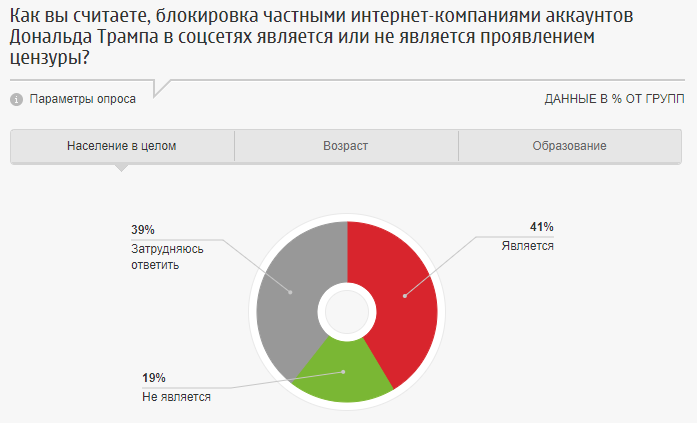 Как вы считаете, блокировка частными интернет-компаниями аккаунтов
Дональда Трампа в соцсетях является или не является проявлением
цензуры?
Параметры опроса
ДАННЫЕ В % ОТ ГРУПП
Население в целом
Возраст
Образование
39%
Затрудняюсь
ответить
41%
Является
19%
Не является